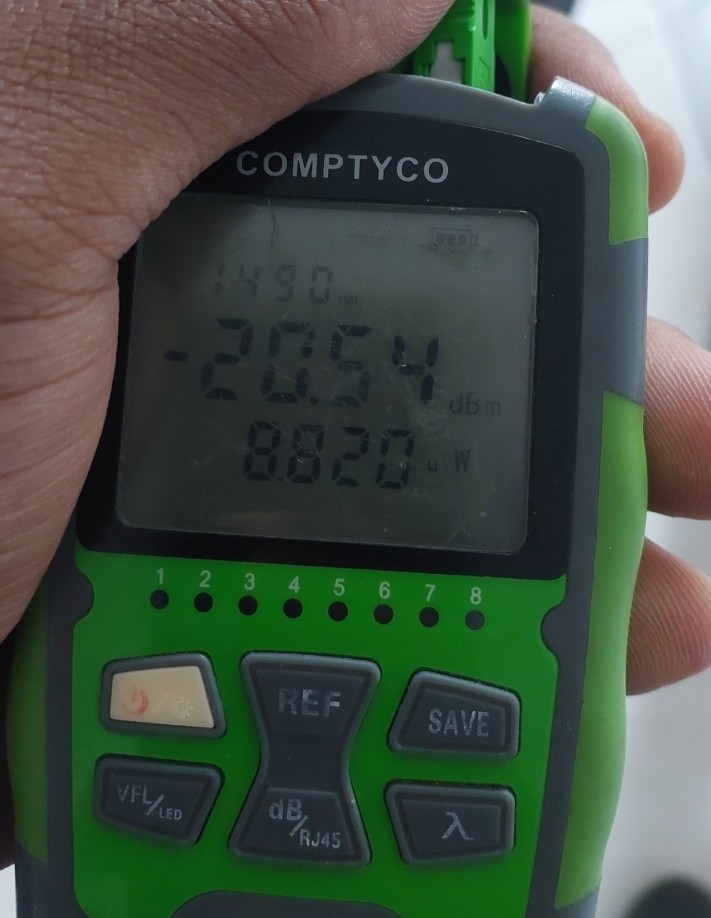 COMPTYCO
1490 nm
-20.54 dBm
8.820 uW
1 2 3 4 5 6 7 8
REF
SAVE
VFL/LED
dB/RJ45
λ